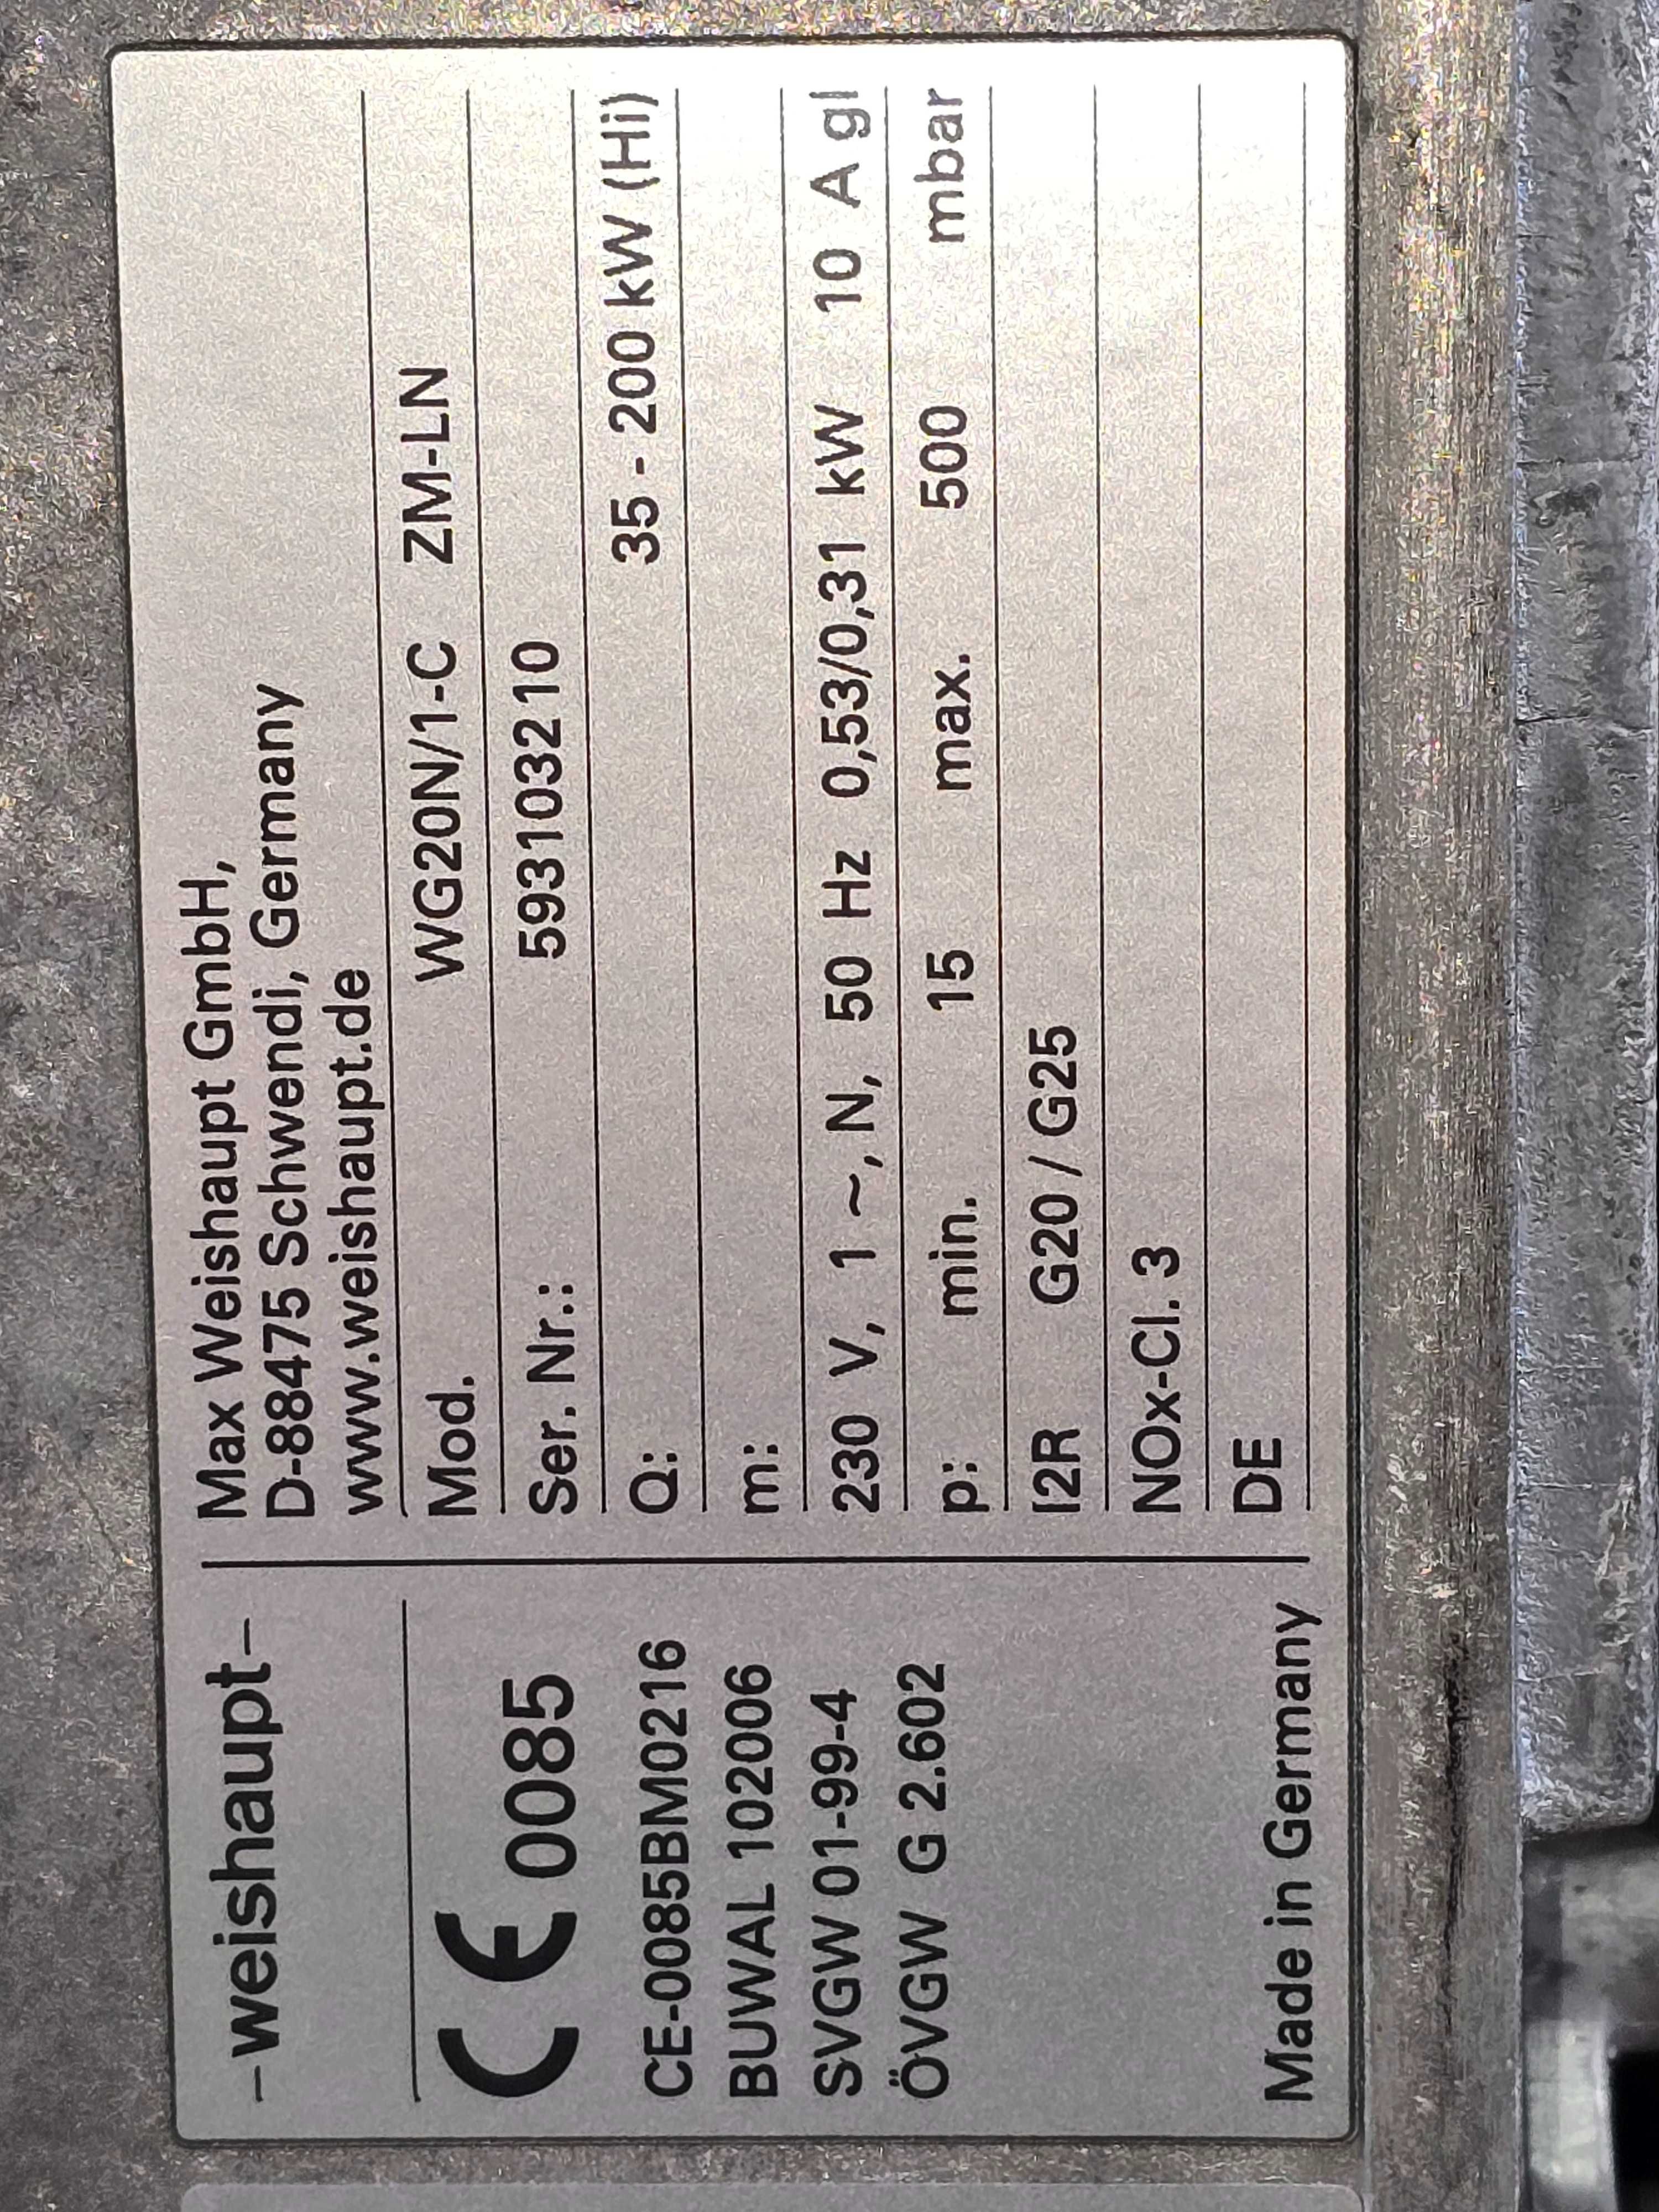 -weishaupt-
CE 0085
CE-0085BM0216
BUWAL 102006
SVGW 01-99-4
ÖVGW G 2.602
Made in Germany
Max Weishaupt GmbH,
D-88475 Schwendi, Germany
www.weishaupt.de
Mod. WG20N/1-C ZM-LN
Ser. Nr.: 593103210
Q: 35 - 200 kW (Hi)
m:
230 V, 1 ~, N, 50 Hz 0,53/0,31 kW 10 A gl
p: min. 15 max. 500 mbar
I2R G20 / G25
NOx-Cl. 3
DE